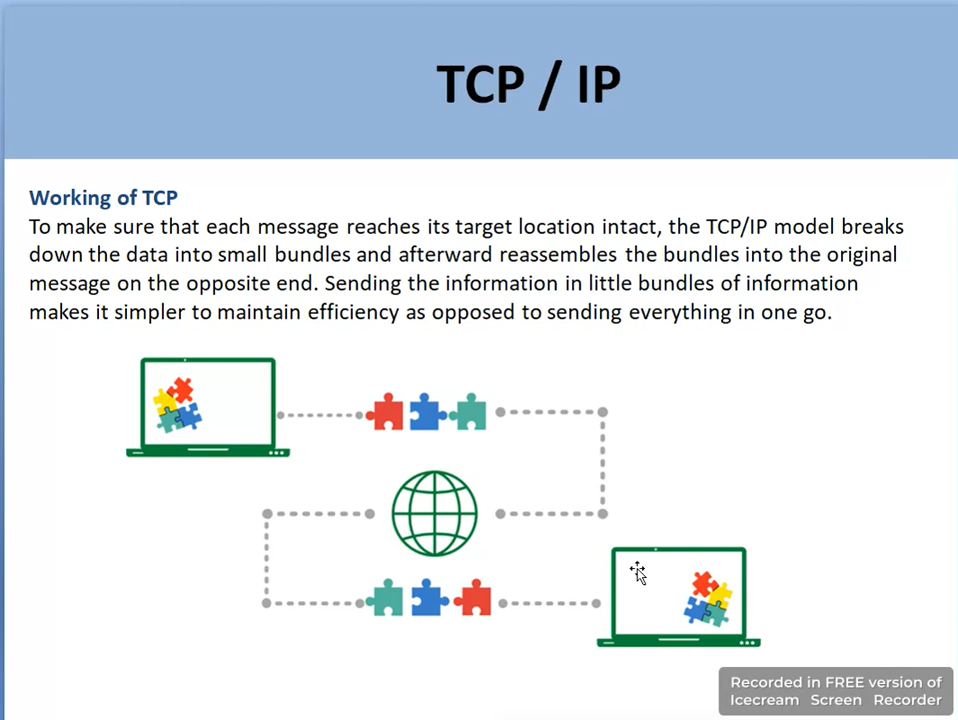 TCP / IP
Working of TCP
To make sure that each message reaches its target location intact, the TCP/IP model breaks
down the data into small bundles and afterward reassembles the bundles into the original
message on the opposite end. Sending the information in little bundles of information
makes it simpler to maintain efficiency as opposed to sending everything in one go.
Recorded in FREE version of
Icecream Screen Recorder